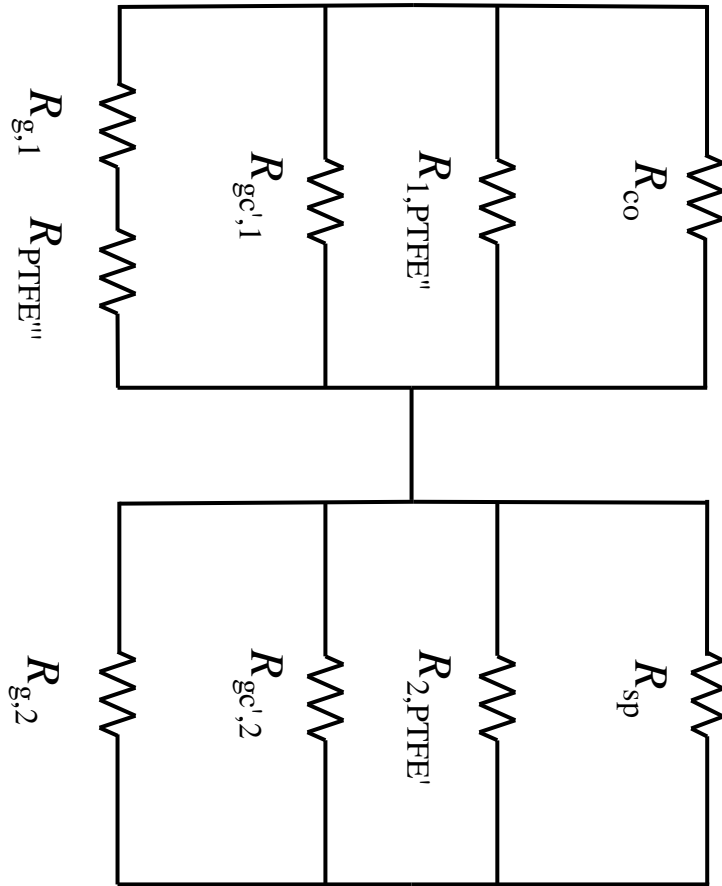 R_co
R_1,PTFE"
R_gc',1
R_g,1
R_PTFE"'
R_sp
R_2,PTFE'
R_gc',2
R_g,2